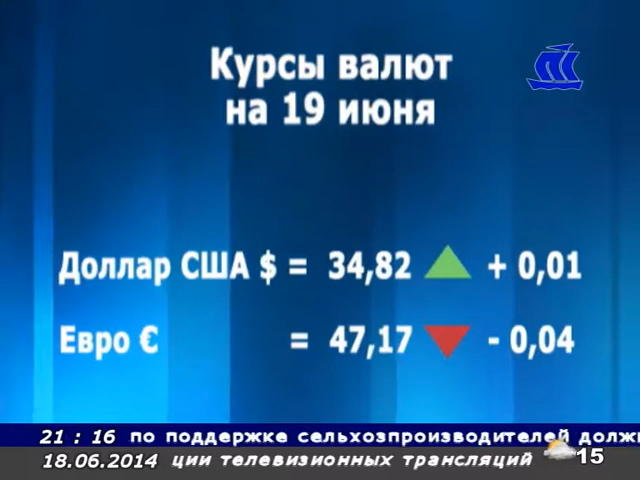 Курсы валют
на 19 июня
Доллар США $ = 34,82 + 0,01
Евро € = 47,17 - 0,04
21 : 16 по поддержке сельхозпроизводителей должн
18.06.2014 ции телевизионных трансляций 15